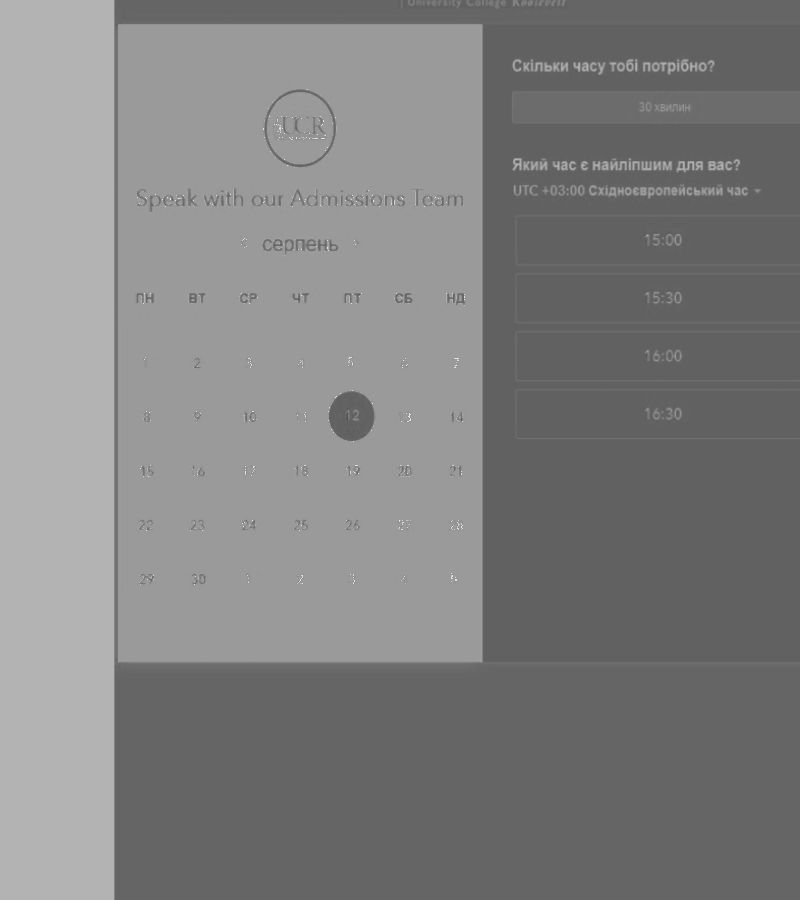 University College Roosevelt
UCR
Speak with our Admissions Team
серпень
ПН ВТ СР ЧТ ПТ СБ НД
1 2 3 4 5 6 7
8 9 10 11 12 13 14
15 16 17 18 19 20 21
22 23 24 25 26 27 28
29 30 1 2 3 4 5
Скільки часу тобі потрібно?
30 хвилин
Який час є найліпшим для вас?
UTC +03:00 Східноєвропейський час
15:00
15:30
16:00
16:30